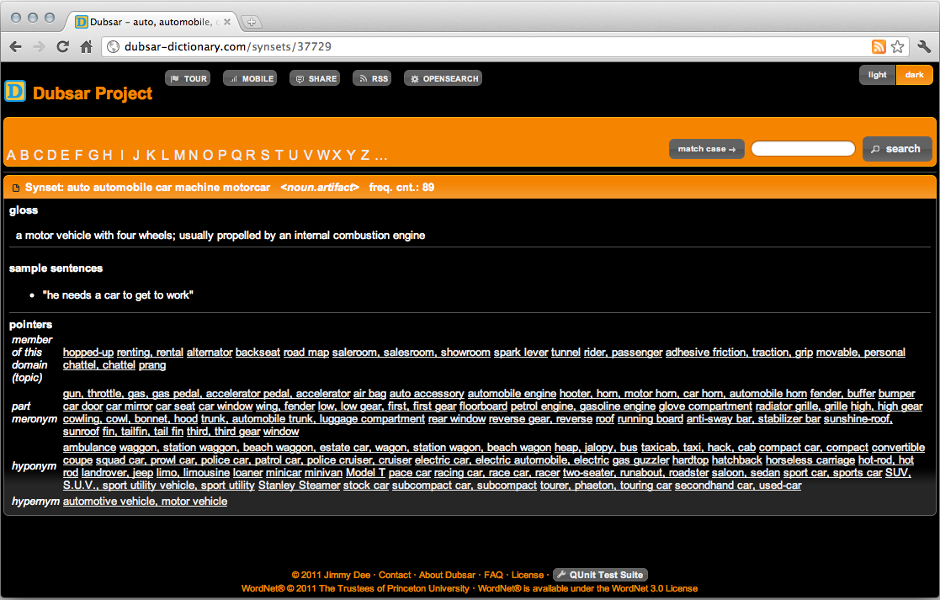 Dubsar - auto, automobile, c
dubsar-dictionary.com/synsets/37729
TOUR MOBILE SHARE RSS OPENSEARCH light dark
D Dubsar Project
A B C D E F G H I J K L M N O P Q R S T U V W X Y Z ... match case → search
Synset: auto automobile car machine motorcar <noun.artifact> freq. cnt.: 89
gloss
a motor vehicle with four wheels; usually propelled by an internal combustion engine
sample sentences
• "he needs a car to get to work"
pointers
member
of this
domain
(topic)
hopped-up renting, rental alternator backseat road map saleroom, salesroom, showroom spark lever tunnel rider, passenger adhesive friction, traction, grip movable, personal
chattel, chattel prang
part
meronym
gun, throttle, gas, gas pedal, accelerator pedal, accelerator air bag auto accessory automobile engine hooter, horn, motor horn, car horn, automobile horn fender, buffer bumper
car door car mirror car seat car window wing, fender low, low gear, first, first gear floorboard petrol engine, gasoline engine glove compartment radiator grille, grille high, high gear
cowling, cowl, bonnet, hood trunk, automobile trunk, luggage compartment rear window reverse gear, reverse roof running board anti-sway bar, stabilizer bar sunshine-roof,
sunroof fin, tailfin, tail fin third, third gear window
hyponym
ambulance waggon, station waggon, beach waggon, estate car, wagon, station wagon, beach wagon heap, jalopy, bus taxicab, taxi, hack, cab compact car, compact convertible
coupe squad car, prowl car, police car, patrol car, police cruiser, cruiser electric car, electric automobile, electric gas guzzler hardtop hatchback horseless carriage hot-rod, hot
rod landrover, jeep limo, limousine loaner minicar minivan Model T pace car racing car, race car, racer two-seater, runabout, roadster saloon, sedan sport car, sports car SUV,
S.U.V., sport utility vehicle, sport utility Stanley Steamer stock car subcompact car, subcompact tourer, phaeton, touring car secondhand car, used-car
hypernym automotive vehicle, motor vehicle
© 2011 Jimmy Dee · Contact · About Dubsar · FAQ · License · QUnit Test Suite
WordNet® © 2011 The Trustees of Princeton University · WordNet® is available under the WordNet 3.0 License